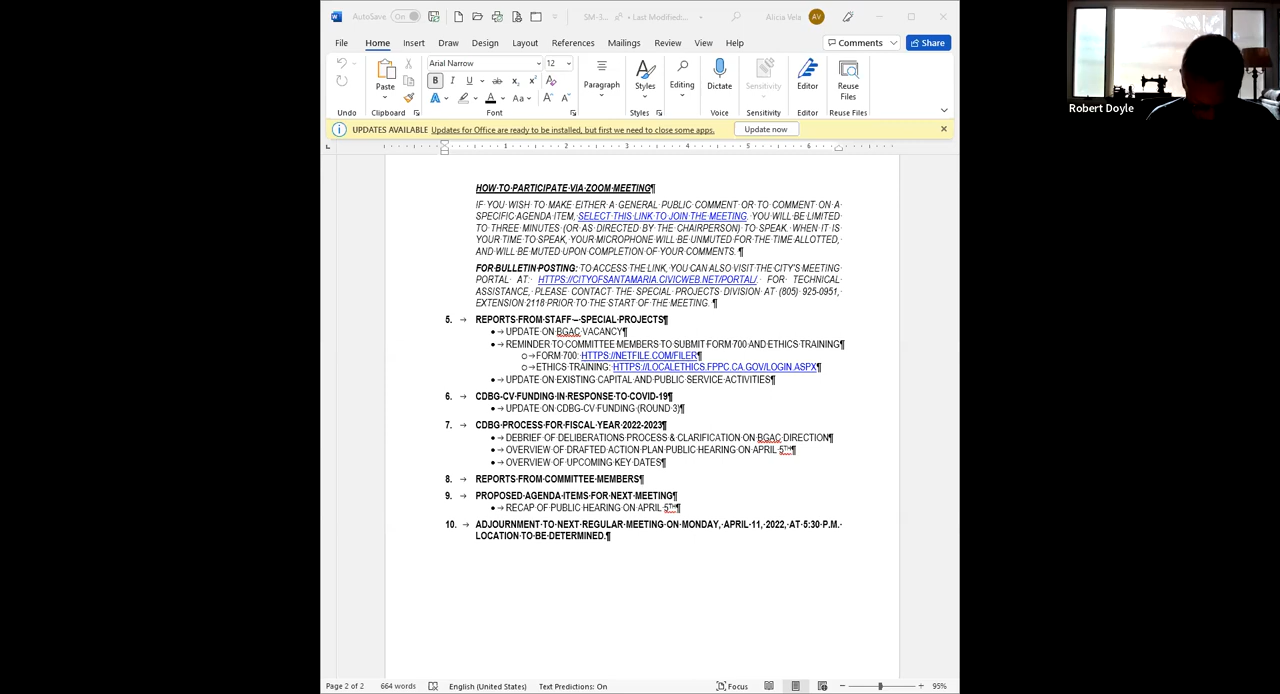 AutoSave On SM-3... • Last Modified:... Alicia Vela AV
File Home Insert Draw Design Layout References Mailings Review View Help Comments Share
Arial Narrow 12
Paste B I U ab x₂ x² A Aa A A Paragraph Styles Editing Dictate Sensitivity Editor Reuse Files
Undo Clipboard Font Styles Voice Sensitivity Editor Reuse Files
UPDATES AVAILABLE Updates for Office are ready to be installed, but first we need to close some apps. Update now
1 2 3 4 5 6
HOW·TO·PARTICIPATE·VIA·ZOOM·MEETING¶
IF YOU WISH TO MAKE EITHER A GENERAL PUBLIC COMMENT OR TO COMMENT ON A
SPECIFIC AGENDA ITEM, SELECT THIS LINK TO JOIN THE MEETING. YOU WILL BE LIMITED
TO THREE MINUTES (OR AS DIRECTED BY THE CHAIRPERSON) TO SPEAK. WHEN IT IS
YOUR TIME TO SPEAK, YOUR MICROPHONE WILL BE UNMUTED FOR THE TIME ALLOTTED,
AND WILL BE MUTED UPON COMPLETION OF YOUR COMMENTS. ¶
FOR BULLETIN POSTING: TO ACCESS THE LINK, YOU CAN ALSO VISIT THE CITY'S MEETING
PORTAL AT: HTTPS://CITYOFSANTAMARIA.CIVICWEB.NET/PORTAL/. FOR TECHNICAL
ASSISTANCE, PLEASE CONTACT THE SPECIAL PROJECTS DIVISION AT (805) 925-0951,
EXTENSION 2118 PRIOR TO THE START OF THE MEETING. ¶
5. → REPORTS FROM STAFF – SPECIAL PROJECTS¶
•→UPDATE ON BGAC VACANCY¶
•→REMINDER TO COMMITTEE MEMBERS TO SUBMIT FORM 700 AND ETHICS TRAINING¶
o→FORM 700: HTTPS://NETFILE.COM/FILER¶
o→ETHICS TRAINING: HTTPS://LOCALETHICS.FPPC.CA.GOV/LOGIN.ASPX¶
•→UPDATE ON EXISTING CAPITAL AND PUBLIC SERVICE ACTIVITIES¶
6. → CDBG-CV FUNDING IN RESPONSE TO COVID-19¶
•→UPDATE ON CDBG-CV FUNDING (ROUND 3)¶
7. → CDBG PROCESS FOR FISCAL YEAR 2022-2023¶
•→DEBRIEF OF DELIBERATIONS PROCESS & CLARIFICATION ON BGAC DIRECTION¶
•→OVERVIEW OF DRAFTED ACTION PLAN PUBLIC HEARING ON APRIL 5TH¶
•→OVERVIEW OF UPCOMING KEY DATES¶
8. → REPORTS FROM COMMITTEE MEMBERS¶
9. → PROPOSED AGENDA ITEMS FOR NEXT MEETING¶
•→RECAP OF PUBLIC HEARING ON APRIL 5TH¶
10. → ADJOURNMENT TO NEXT REGULAR MEETING ON MONDAY, APRIL 11, 2022, AT 5:30 P.M.
LOCATION TO BE DETERMINED.¶
Page 2 of 2 664 words English (United States) Text Predictions: On Focus 95%
Robert Doyle